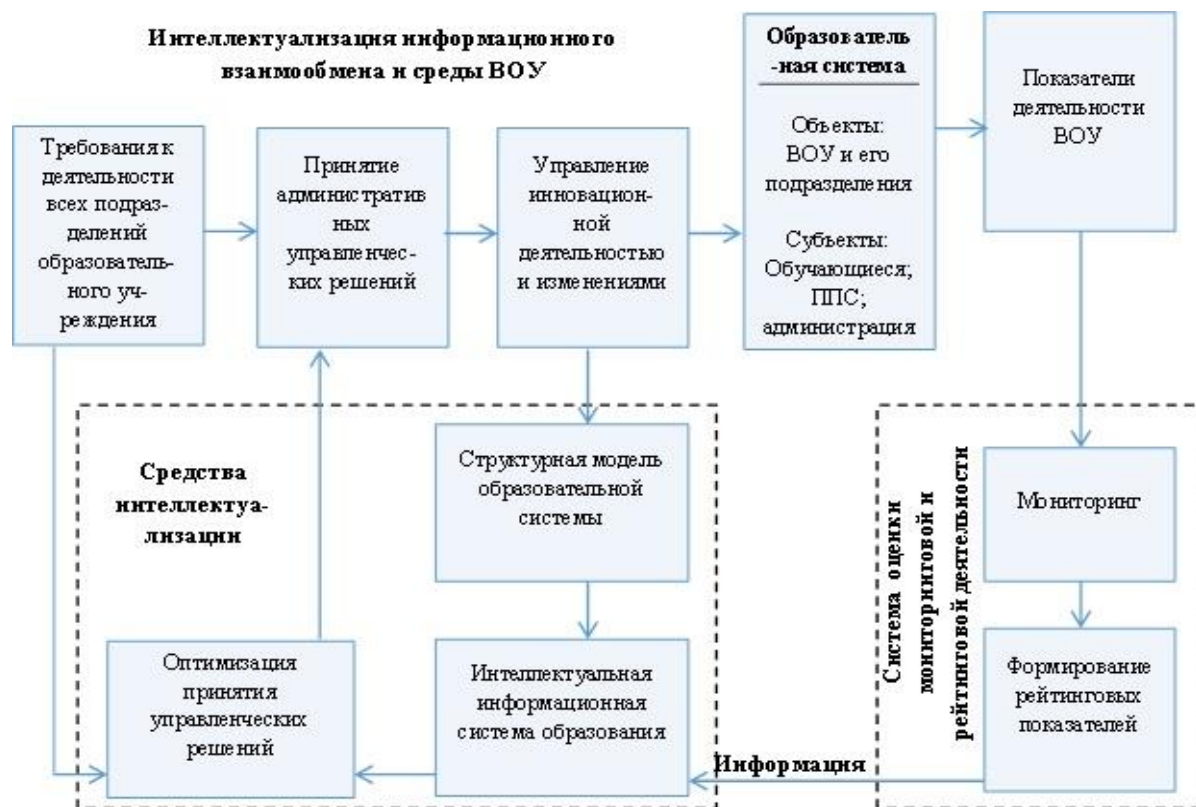 Интеллектуализация информационного
взаимообмена и среды ВОУ
Образователь
-ная система
Объекты:
ВОУ и его
подразделения
Субъекты:
Обучающиеся;
ППС;
администрация
Показатели
деятельности
ВОУ
Требования к
деятельности
всех подраз-
делений
образователь-
ного уч-
реждения
Принятие
административ
ных
управленчес-
ких решений
Управление
инновацион-
ной
деятельностью
и изменениями
Средства
интеллектуа-
лизации
Структурная модель
образовательной
системы
Система оценки
мониторинговой и
рейтинговой деятельности
Мониторинг
Оптимизация
принятия
управленческих
решений
Интеллектуальная
информационная
система образования
Формирование
рейтинговых
показателей
Информация